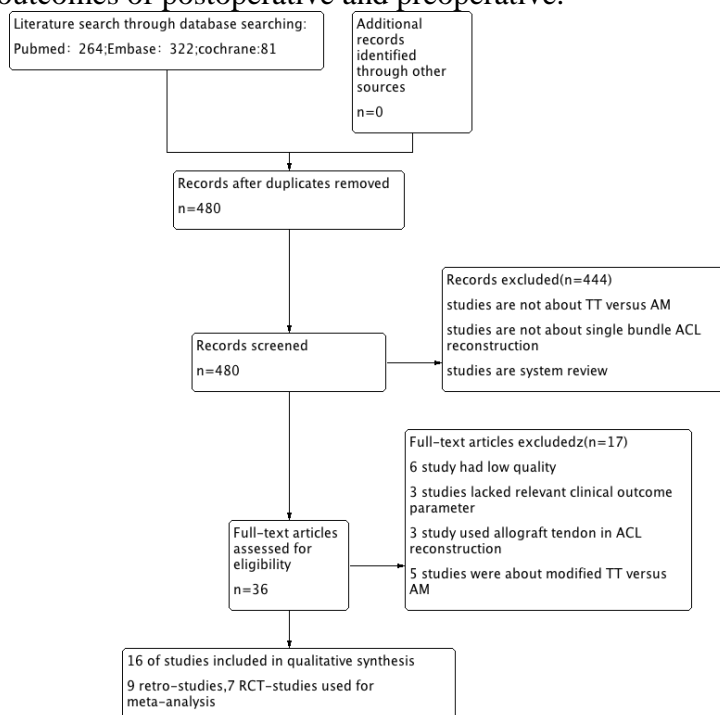 outcomes of postoperative and preoperative.
Literature search through database searching:
Pubmed: 264;Embase: 322;cochrane:81
Additional
records
identified
through other
sources
n=0
Records after duplicates removed
n=480
Records excluded(n=444)
studies are not about TT versus AM
studies are not about single bundle ACL
reconstruction
studies are system review
Records screened
n=480
Full-text articles excludedz(n=17)
6 study had low quality
3 studies lacked relevant clinical outcome
parameter
3 study used allograft tendon in ACL
reconstruction
5 studies were about modified TT versus
AM
Full-text articles
assessed for
eligibility
n=36
16 of studies included in qualitative synthesis
9 retro-studies,7 RCT-studies used for
meta-analysis